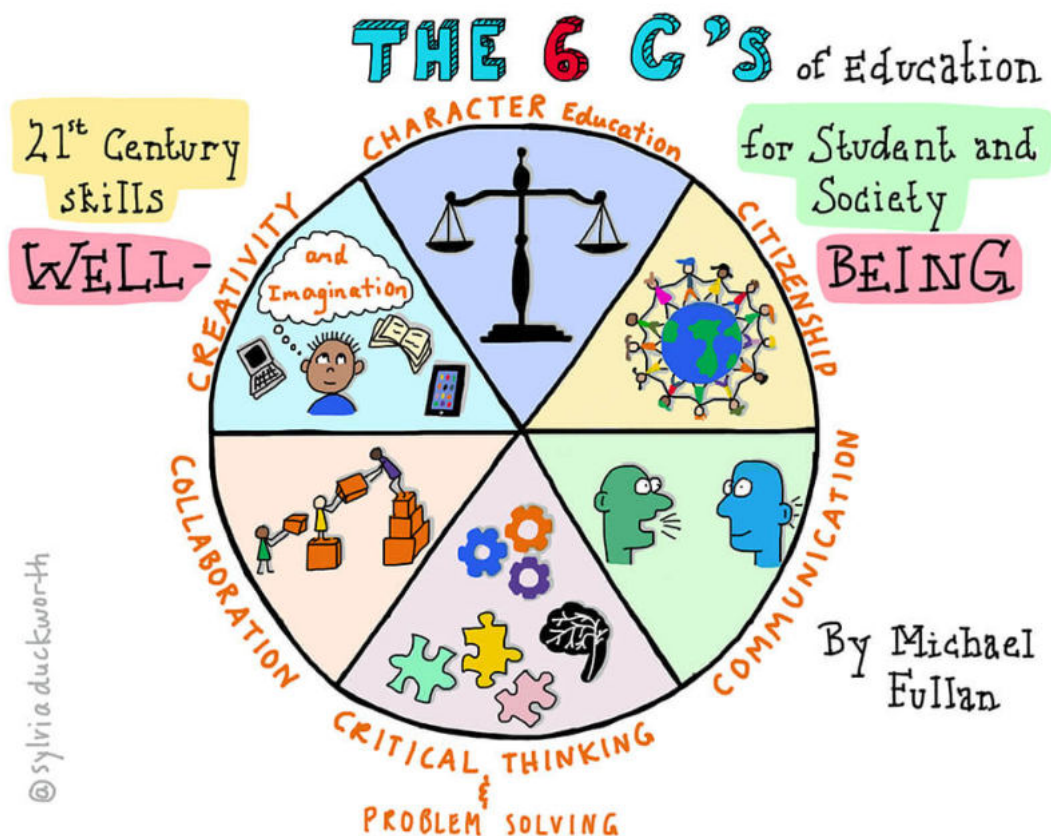 THE 6 C'S of Education
21st Century
skills
WELL-
for Student and
Society
BEING
CHARACTER Education
CITIZENSHIP
COMMUNICATION
CRITICAL THINKING
&
PROBLEM SOLVING
COLLABORATION
CREATIVITY
and
Imagination
By Michael
Fullan
@sylviaduckworth